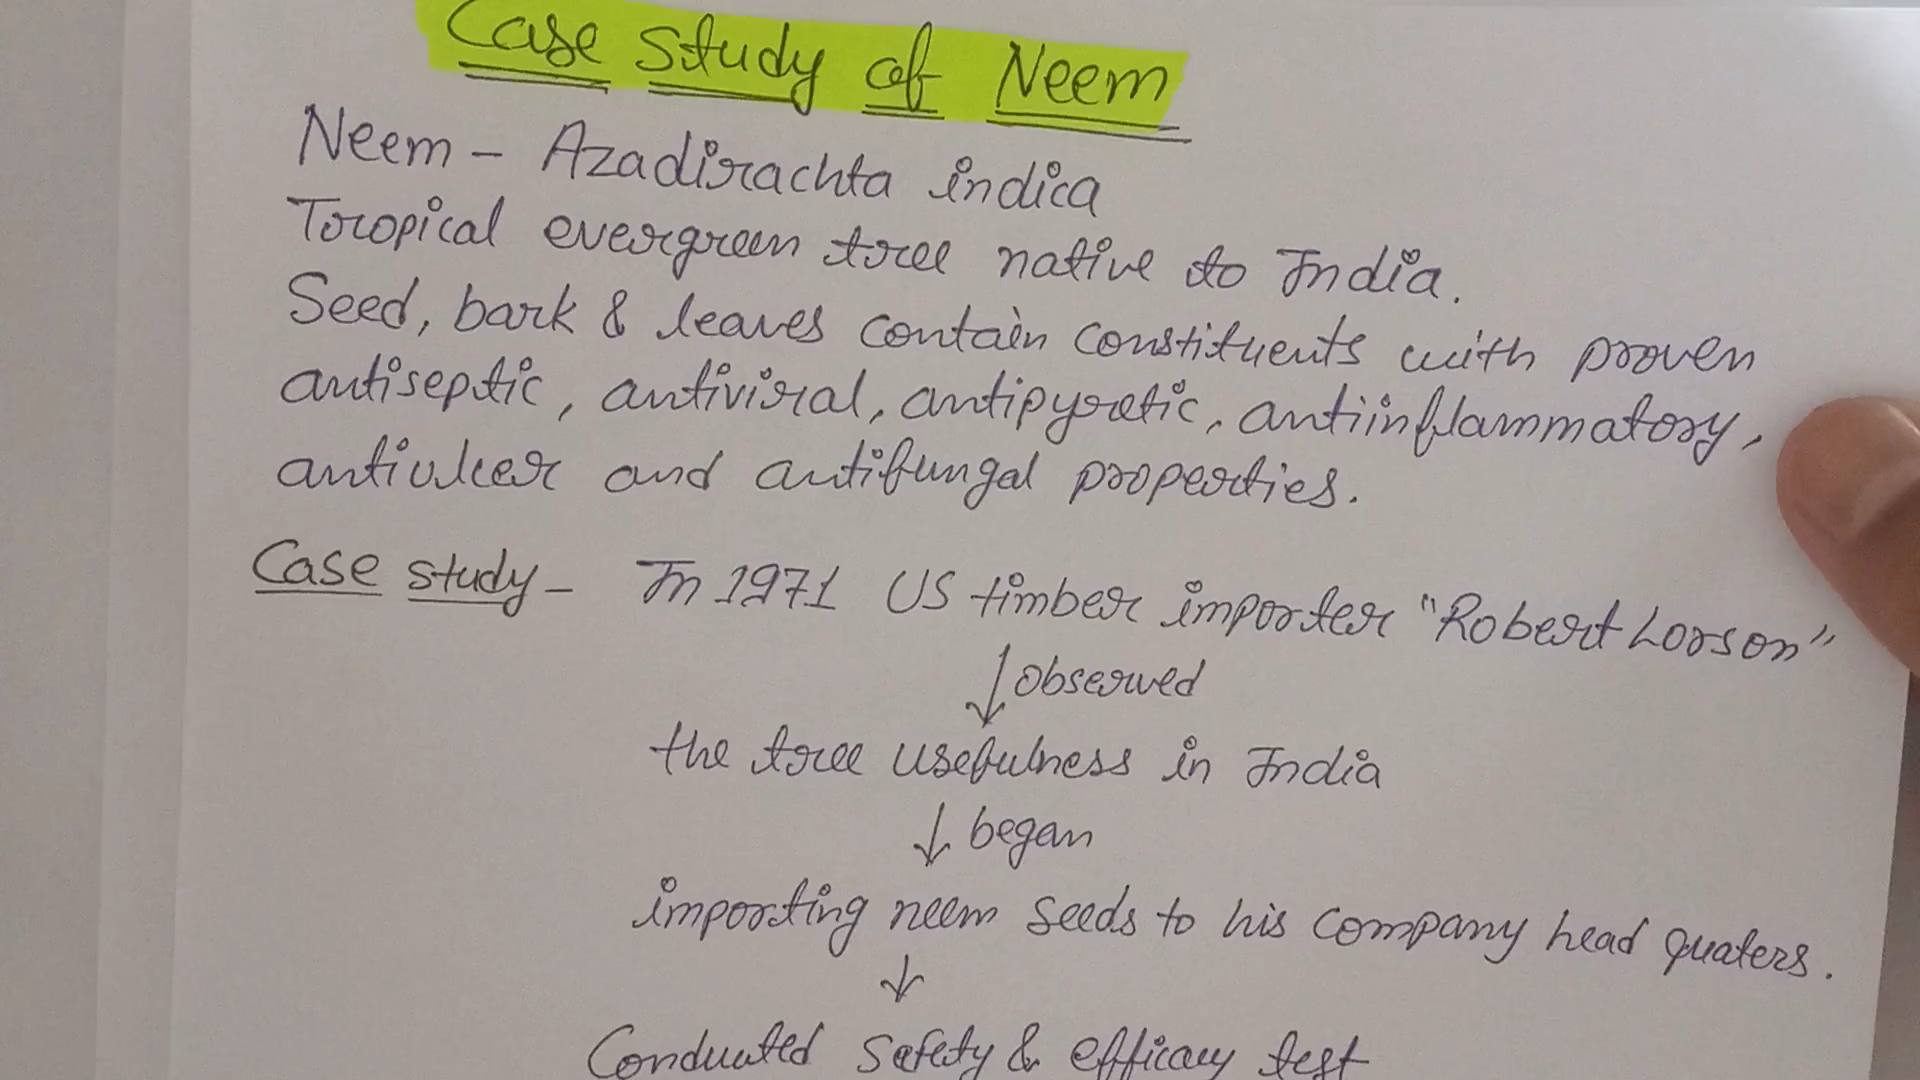 Case study of Neem
Neem - Azadirachta indica
Tropical evergreen tree native to India.
Seed, bark & leaves contain constituents with proven
antiseptic, antiviral, antipyretic, antiinflammatory,
antiulcer and antifungal properties.
Case study - In 1971 US timber importer "Robert Lorson"
↓ observed
the tree usefulness in India
↓ began
importing neem seeds to his company head quaters.
↓
Conducted safety & efficacy test